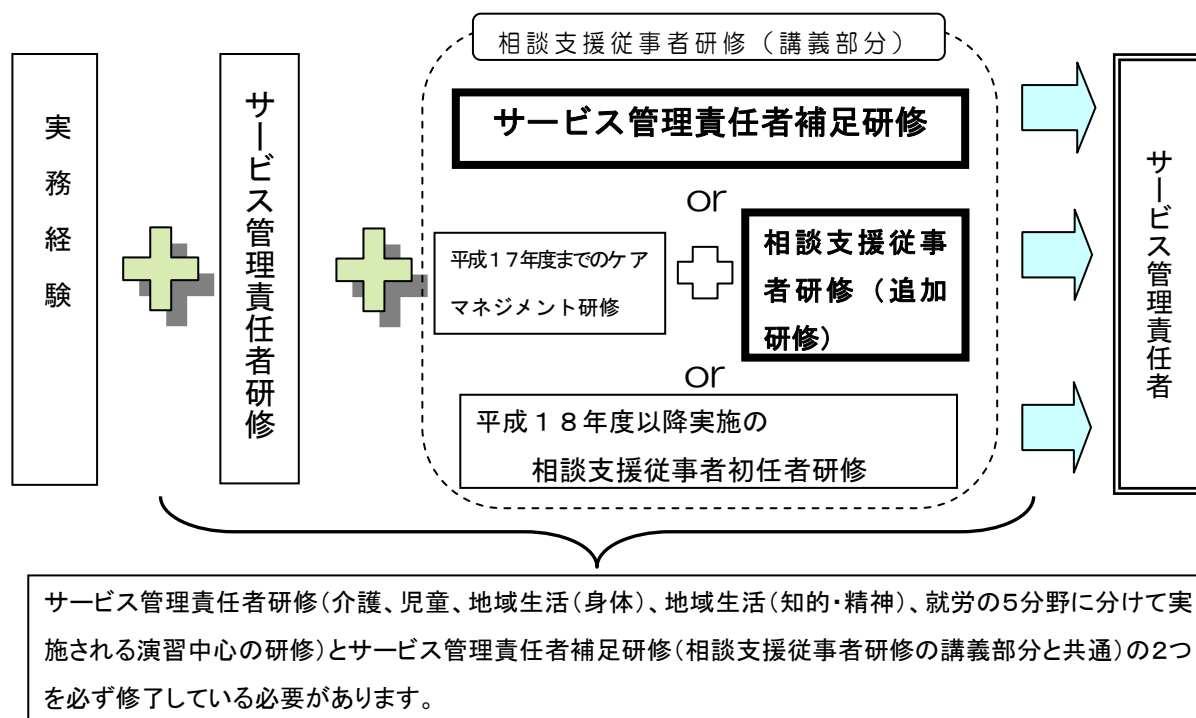 相談支援従事者研修（講義部分）
実務経験
サービス管理責任者研修
サービス管理責任者補足研修
or
平成１７年度までのケア
マネジメント研修
相談支援従事
者研修（追加
研修）
or
平成１８年度以降実施の
相談支援従事者初任者研修
サービス管理責任者
サービス管理責任者研修（介護、児童、地域生活（身体）、地域生活（知的・精神）、就労の５分野に分けて実
施される演習中心の研修）とサービス管理責任者補足研修（相談支援従事者研修の講義部分と共通）の２つ
を必ず修了している必要があります。